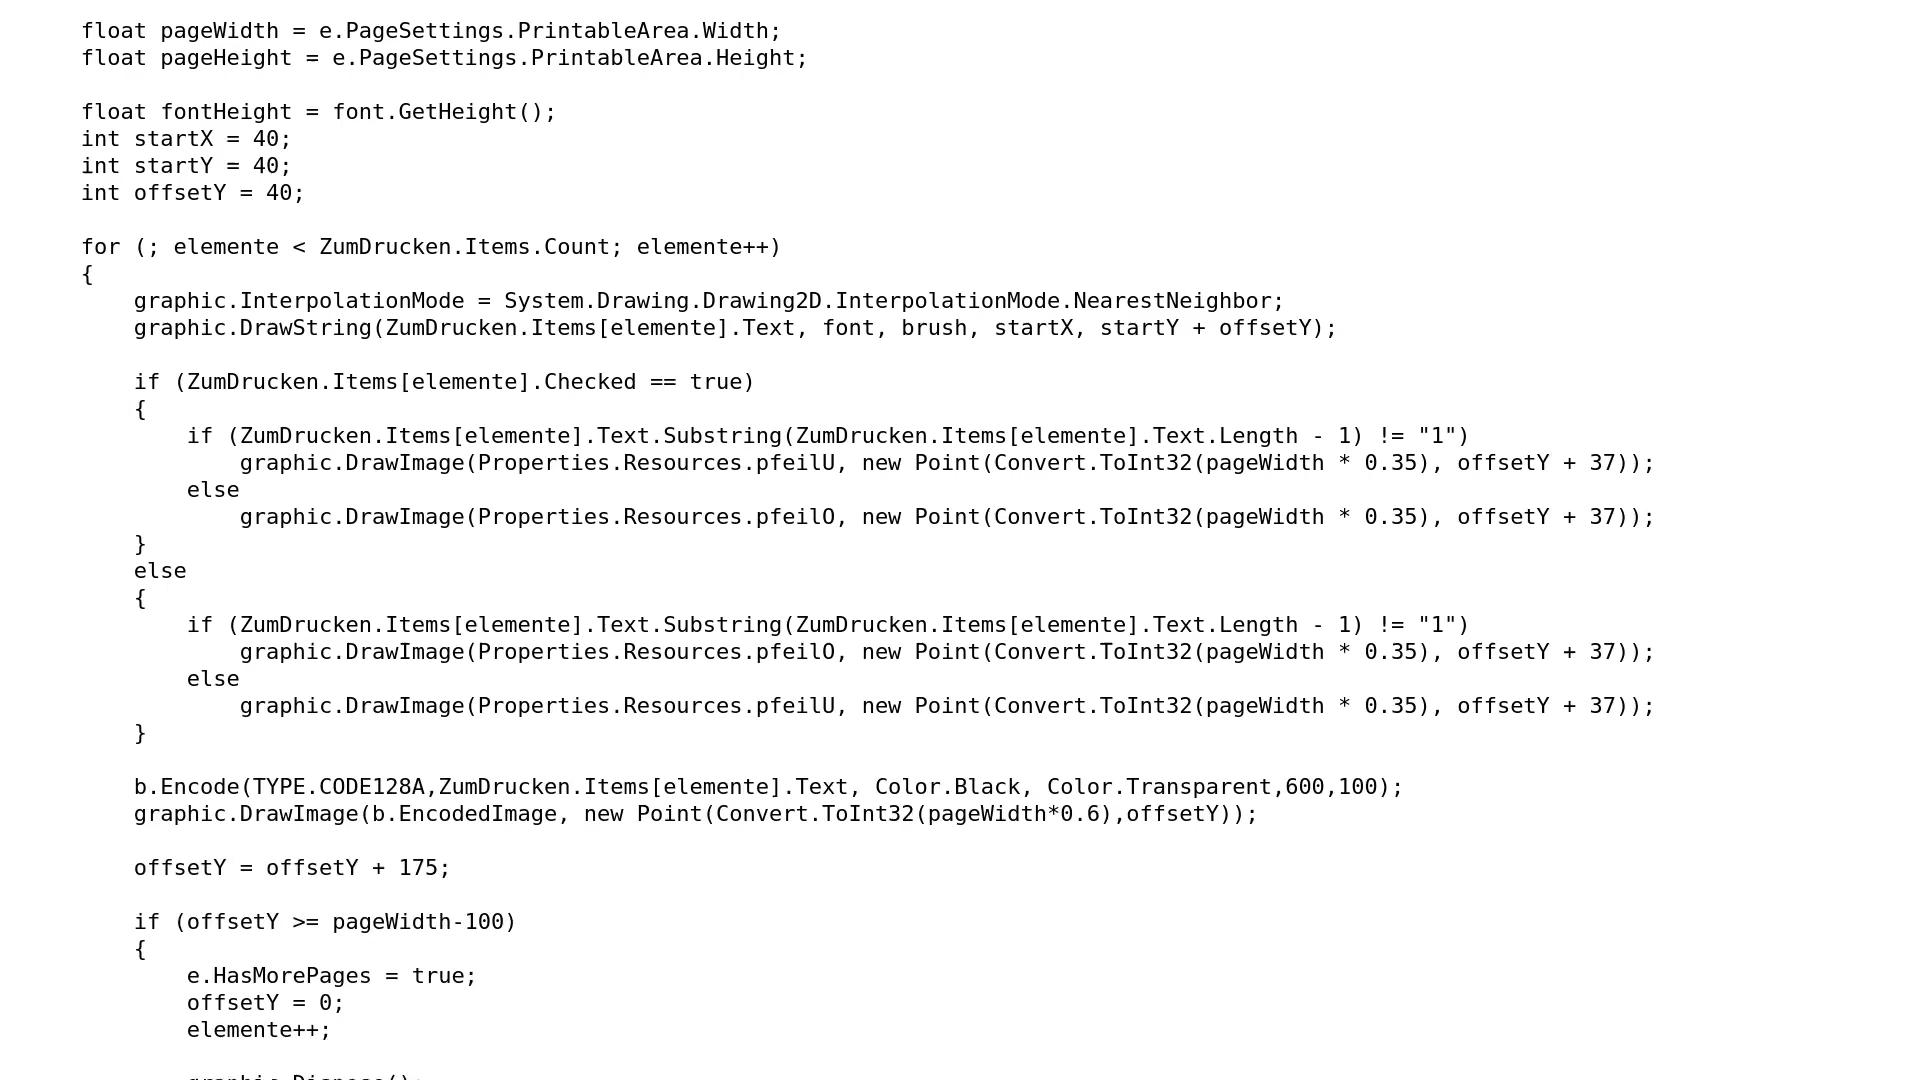 float pageWidth = e.PageSettings.PrintableArea.Width;
float pageHeight = e.PageSettings.PrintableArea.Height;

float fontHeight = font.GetHeight();
int startX = 40;
int startY = 40;
int offsetY = 40;

for (; elemente < ZumDrucken.Items.Count; elemente++)
{
    graphic.InterpolationMode = System.Drawing.Drawing2D.InterpolationMode.NearestNeighbor;
    graphic.DrawString(ZumDrucken.Items[elemente].Text, font, brush, startX, startY + offsetY);

    if (ZumDrucken.Items[elemente].Checked == true)
    {
        if (ZumDrucken.Items[elemente].Text.Substring(ZumDrucken.Items[elemente].Text.Length - 1) != "1")
            graphic.DrawImage(Properties.Resources.pfeilU, new Point(Convert.ToInt32(pageWidth * 0.35), offsetY + 37));
        else
            graphic.DrawImage(Properties.Resources.pfeilO, new Point(Convert.ToInt32(pageWidth * 0.35), offsetY + 37));
    }
    else
    {
        if (ZumDrucken.Items[elemente].Text.Substring(ZumDrucken.Items[elemente].Text.Length - 1) != "1")
            graphic.DrawImage(Properties.Resources.pfeilO, new Point(Convert.ToInt32(pageWidth * 0.35), offsetY + 37));
        else
            graphic.DrawImage(Properties.Resources.pfeilU, new Point(Convert.ToInt32(pageWidth * 0.35), offsetY + 37));
    }

    b.Encode(TYPE.CODE128A,ZumDrucken.Items[elemente].Text, Color.Black, Color.Transparent,600,100);
    graphic.DrawImage(b.EncodedImage, new Point(Convert.ToInt32(pageWidth*0.6),offsetY));

    offsetY = offsetY + 175;

    if (offsetY >= pageWidth-100)
    {
        e.HasMorePages = true;
        offsetY = 0;
        elemente++;